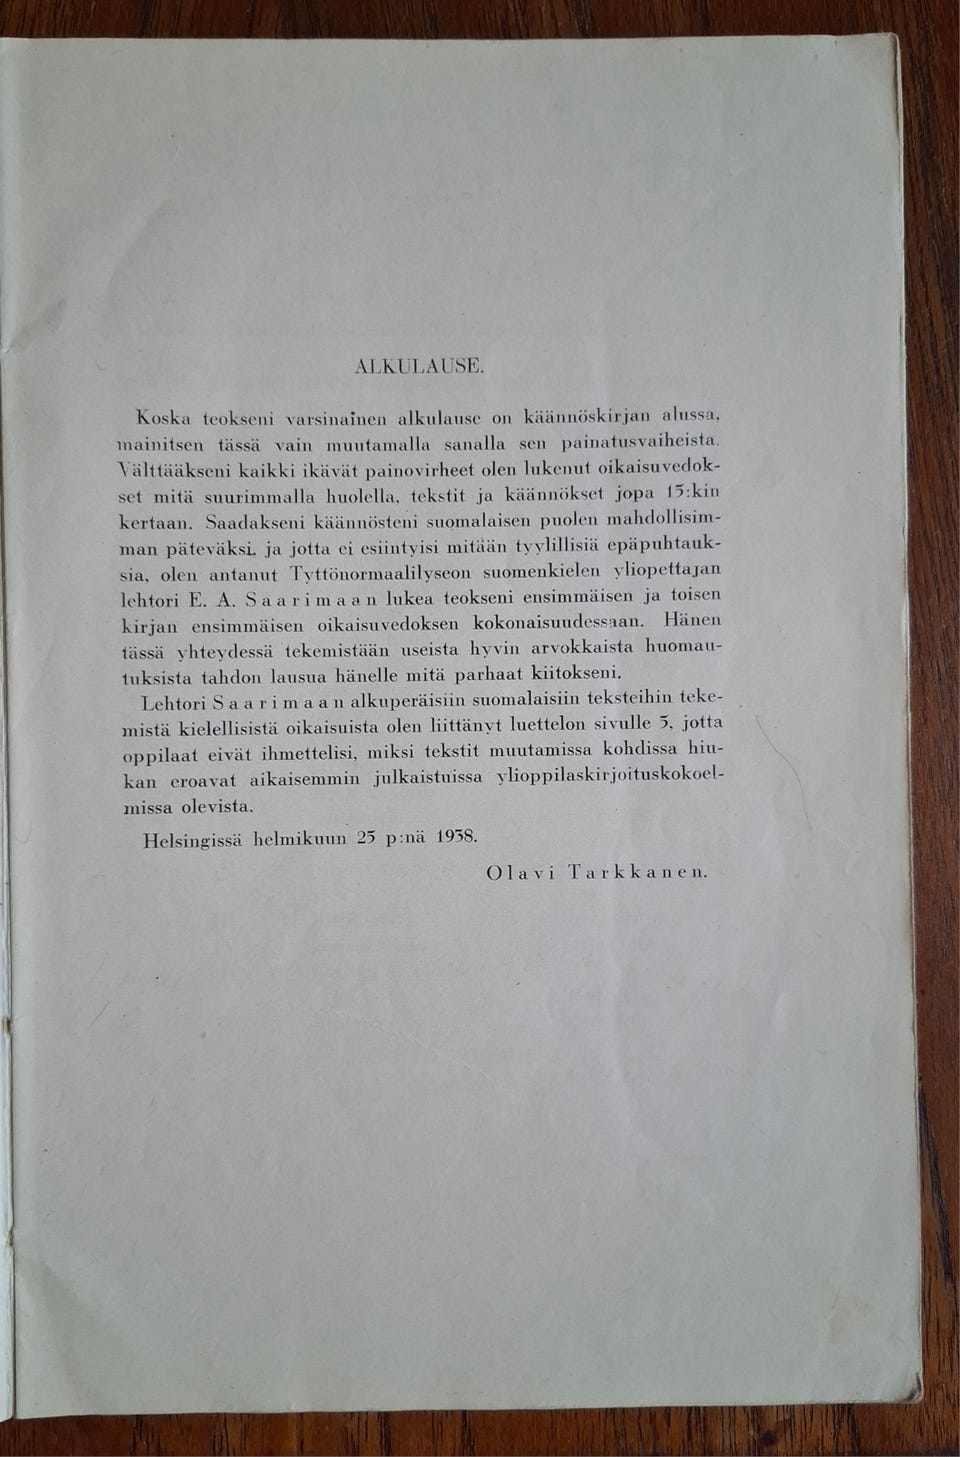 ALKULAUSE.
Koska teokseni varsinainen alkulause on käännöskirjan alussa,
mainitsen tässä vain muutamalla sanalla sen painatusvaiheista.
Välttääkseni kaikki ikävät painovirheet olen lukenut oikaisuvedok-
set mitä suurimmalla huolella, tekstit ja käännökset jopa 15:kin
kertaan. Saadakseni käännösteni suomalaisen puolen mahdollisim-
man päteväksi, ja jotta ei esiintyisi mitään tyylillisiä epäpuhtauk-
sia, olen antanut Tyttönormaalilyseon suomenkielen yliopettajan
lehtori E. A. Saarimaan lukea teokseni ensimmäisen ja toisen
kirjan ensimmäisen oikaisuvedoksen kokonaisuudessaan. Hänen
tässä yhteydessä tekemistään useista hyvin arvokkaista huomau-
tuksista tahdon lausua hänelle mitä parhaat kiitokseni.
Lehtori Saarimaan alkuperäisiin suomalaisiin teksteihin teke-
mistä kielellisistä oikaisuista olen liittänyt luettelon sivulle 5, jotta
oppilaat eivät ihmettelisi, miksi tekstit muutamissa kohdissa hiu-
kan eroavat aikaisemmin julkaistuissa ylioppilaskirjoituskokoel-
missa olevista.
Helsingissä helmikuun 25 p:nä 1938.
Olavi Tarkkanen.